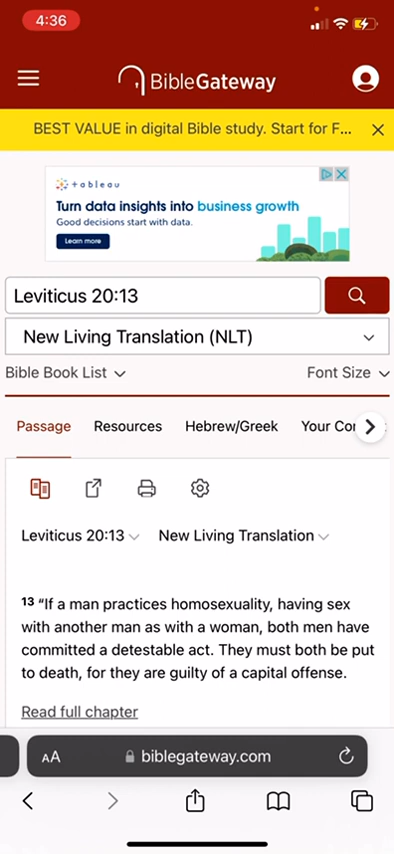 4:36
BibleGateway
BEST VALUE in digital Bible study. Start for F...
+ a b l e a u
Turn data insights into business growth
Good decisions start with data.
Learn more
Leviticus 20:13
New Living Translation (NLT)
Bible Book List
Font Size
Passage Resources Hebrew/Greek Your Con
Leviticus 20:13 New Living Translation
13 “If a man practices homosexuality, having sex
with another man as with a woman, both men have
committed a detestable act. They must both be put
to death, for they are guilty of a capital offense.
Read full chapter
AA biblegateway.com